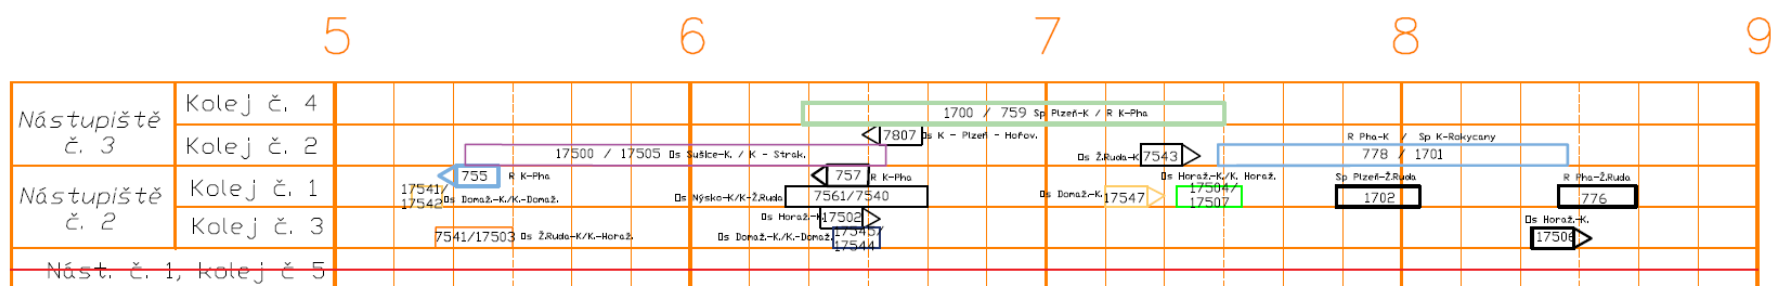 5 6 7 8 9
Nástupiště č. 3
Kolej č. 4
1700 / 759 Sp Plzeň-K / R K-Pha
Kolej č. 2
7807 Os K - Plzeň - Hořov.
R Pha-K / Sp K-Rokycany
17500 / 17505 Os Sušice-K. / K - Strak.
Os Ž.Ruda-K 7543
778 / 1701
Nástupiště č. 2
Kolej č. 1
755 R K-Pha
757 R K-Pha
Os Horaž.-K./K. Horaž.
Sp Plzeň-Ž.Ruda
R Pha-Ž.Ruda
17541/
17542 Os Domaž.-K./K.-Domaž.
Os Nýrsko-K/K-Ž.Ruda 7561/7540
Os Domaž.-K. 17547
17504/
17507
1702
776
Kolej č. 3
Os Horaž.-K. 17502
Os Horaž.-K.
7541/17503 Os Ž.Ruda-K/K.-Horaž.
Os Domaž.-K./K.-Domaž.
17544
17506
Nást. č. 1, kolej č 5